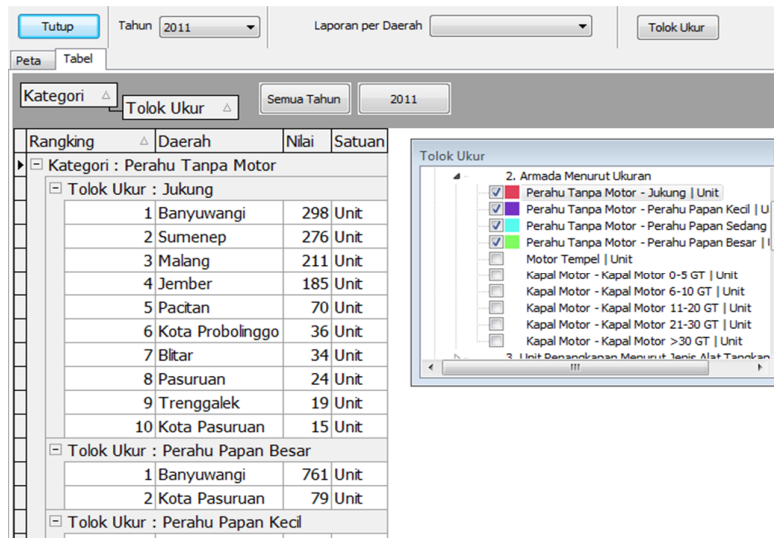 Tutup
Tahun 2011
Laporan per Daerah
Tolok Ukur
Peta Tabel
Kategori
Tolok Ukur
Semua Tahun 2011
Rangking Daerah Nilai Satuan
Kategori : Perahu Tanpa Motor
Tolok Ukur : Jukung
1 Banyuwangi 298 Unit
2 Sumenep 276 Unit
3 Malang 211 Unit
4 Jember 185 Unit
5 Pacitan 70 Unit
6 Kota Probolinggo 36 Unit
7 Blitar 34 Unit
8 Pasuruan 24 Unit
9 Trenggalek 19 Unit
10 Kota Pasuruan 15 Unit
Tolok Ukur : Perahu Papan Besar
1 Banyuwangi 761 Unit
2 Kota Pasuruan 79 Unit
Tolok Ukur : Perahu Papan Kecil
Tolok Ukur
2. Armada Menurut Ukuran
Perahu Tanpa Motor - Jukung | Unit
Perahu Tanpa Motor - Perahu Papan Kecil | U
Perahu Tanpa Motor - Perahu Papan Sedang
Perahu Tanpa Motor - Perahu Papan Besar |
Motor Tempel | Unit
Kapal Motor - Kapal Motor 0-5 GT | Unit
Kapal Motor - Kapal Motor 6-10 GT | Unit
Kapal Motor - Kapal Motor 11-20 GT | Unit
Kapal Motor - Kapal Motor 21-30 GT | Unit
Kapal Motor - Kapal Motor >30 GT | Unit
3. Unit Penangkapan Menurut Jenis Alat Tangkap